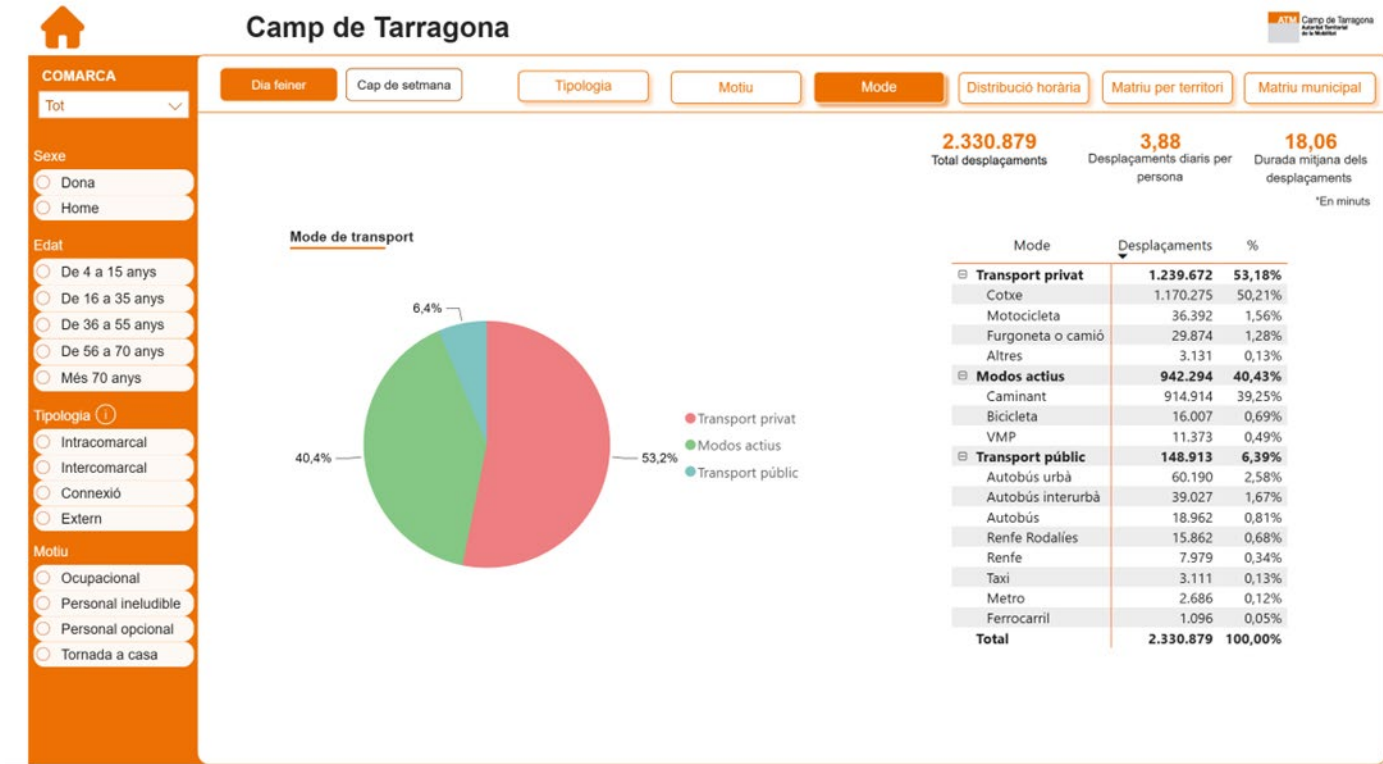 Camp de Tarragona
ATM Camp de Tarragona
Autoritat Territorial
de la Mobilitat
COMARCA
Tot
Dia feiner
Cap de setmana
Tipologia
Motiu
Mode
Distribució horària
Matriu per territori
Matriu municipal
2.330.879
Total desplaçaments
3,88
Desplaçaments diaris per
persona
18,06
Durada mitjana dels
desplaçaments
*En minuts
Sexe
Dona
Home
Edat
De 4 a 15 anys
De 16 a 35 anys
De 36 a 55 anys
De 56 a 70 anys
Més 70 anys
Tipologia i
Intracomarcal
Intercomarcal
Connexió
Extern
Motiu
Ocupacional
Personal ineludible
Personal opcional
Tornada a casa
Mode de transport
6,4%
40,4%
53,2%
Transport privat
Modos actius
Transport públic
Mode Desplaçaments %
Transport privat 1.239.672 53,18%
Cotxe 1.170.275 50,21%
Motocicleta 36.392 1,56%
Furgoneta o camió 29.874 1,28%
Altres 3.131 0,13%
Modos actius 942.294 40,43%
Caminant 914.914 39,25%
Bicicleta 16.007 0,69%
VMP 11.373 0,49%
Transport públic 148.913 6,39%
Autobús urbà 60.190 2,58%
Autobús interurbà 39.027 1,67%
Autobús 18.962 0,81%
Renfe Rodalíes 15.862 0,68%
Renfe 7.979 0,34%
Taxi 3.111 0,13%
Metro 2.686 0,12%
Ferrocarril 1.096 0,05%
Total 2.330.879 100,00%